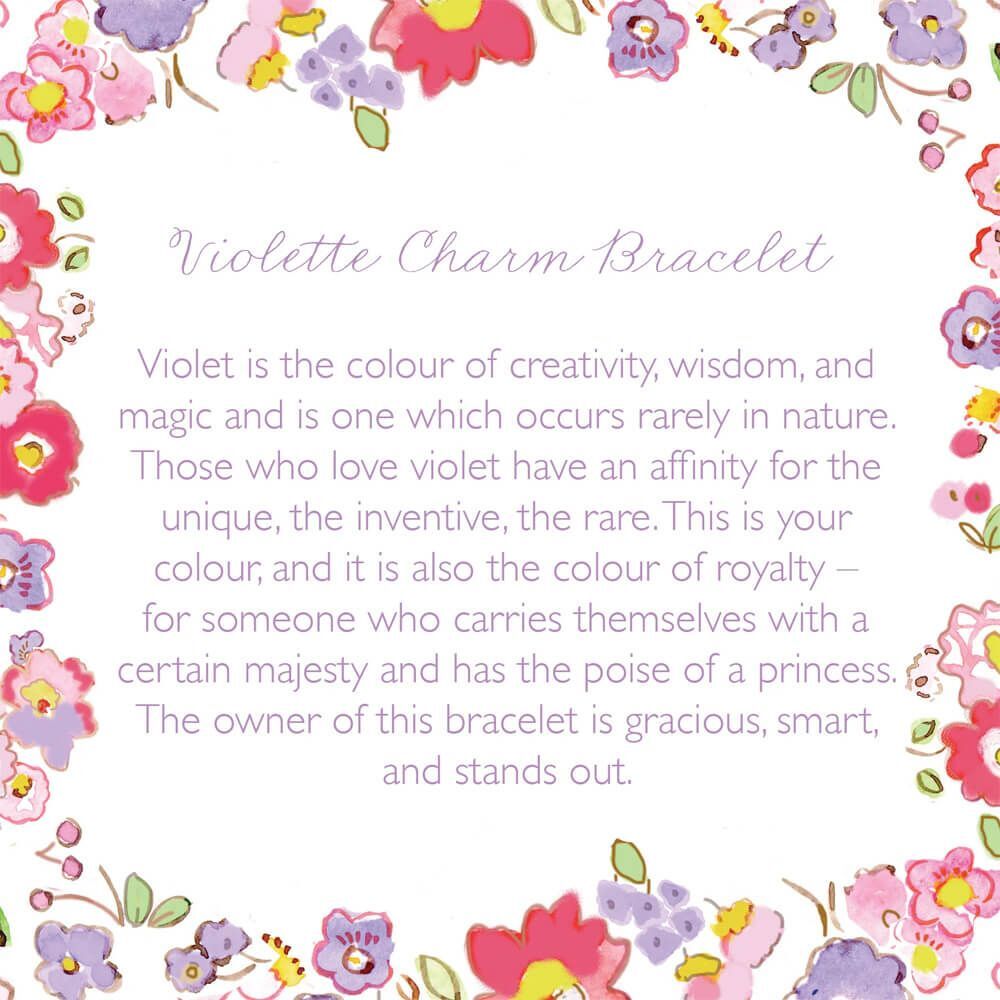 Violette Charm Bracelet
Violet is the colour of creativity, wisdom, and
magic and is one which occurs rarely in nature.
Those who love violet have an affinity for the
unique, the inventive, the rare. This is your
colour, and it is also the colour of royalty –
for someone who carries themselves with a
certain majesty and has the poise of a princess.
The owner of this bracelet is gracious, smart,
and stands out.